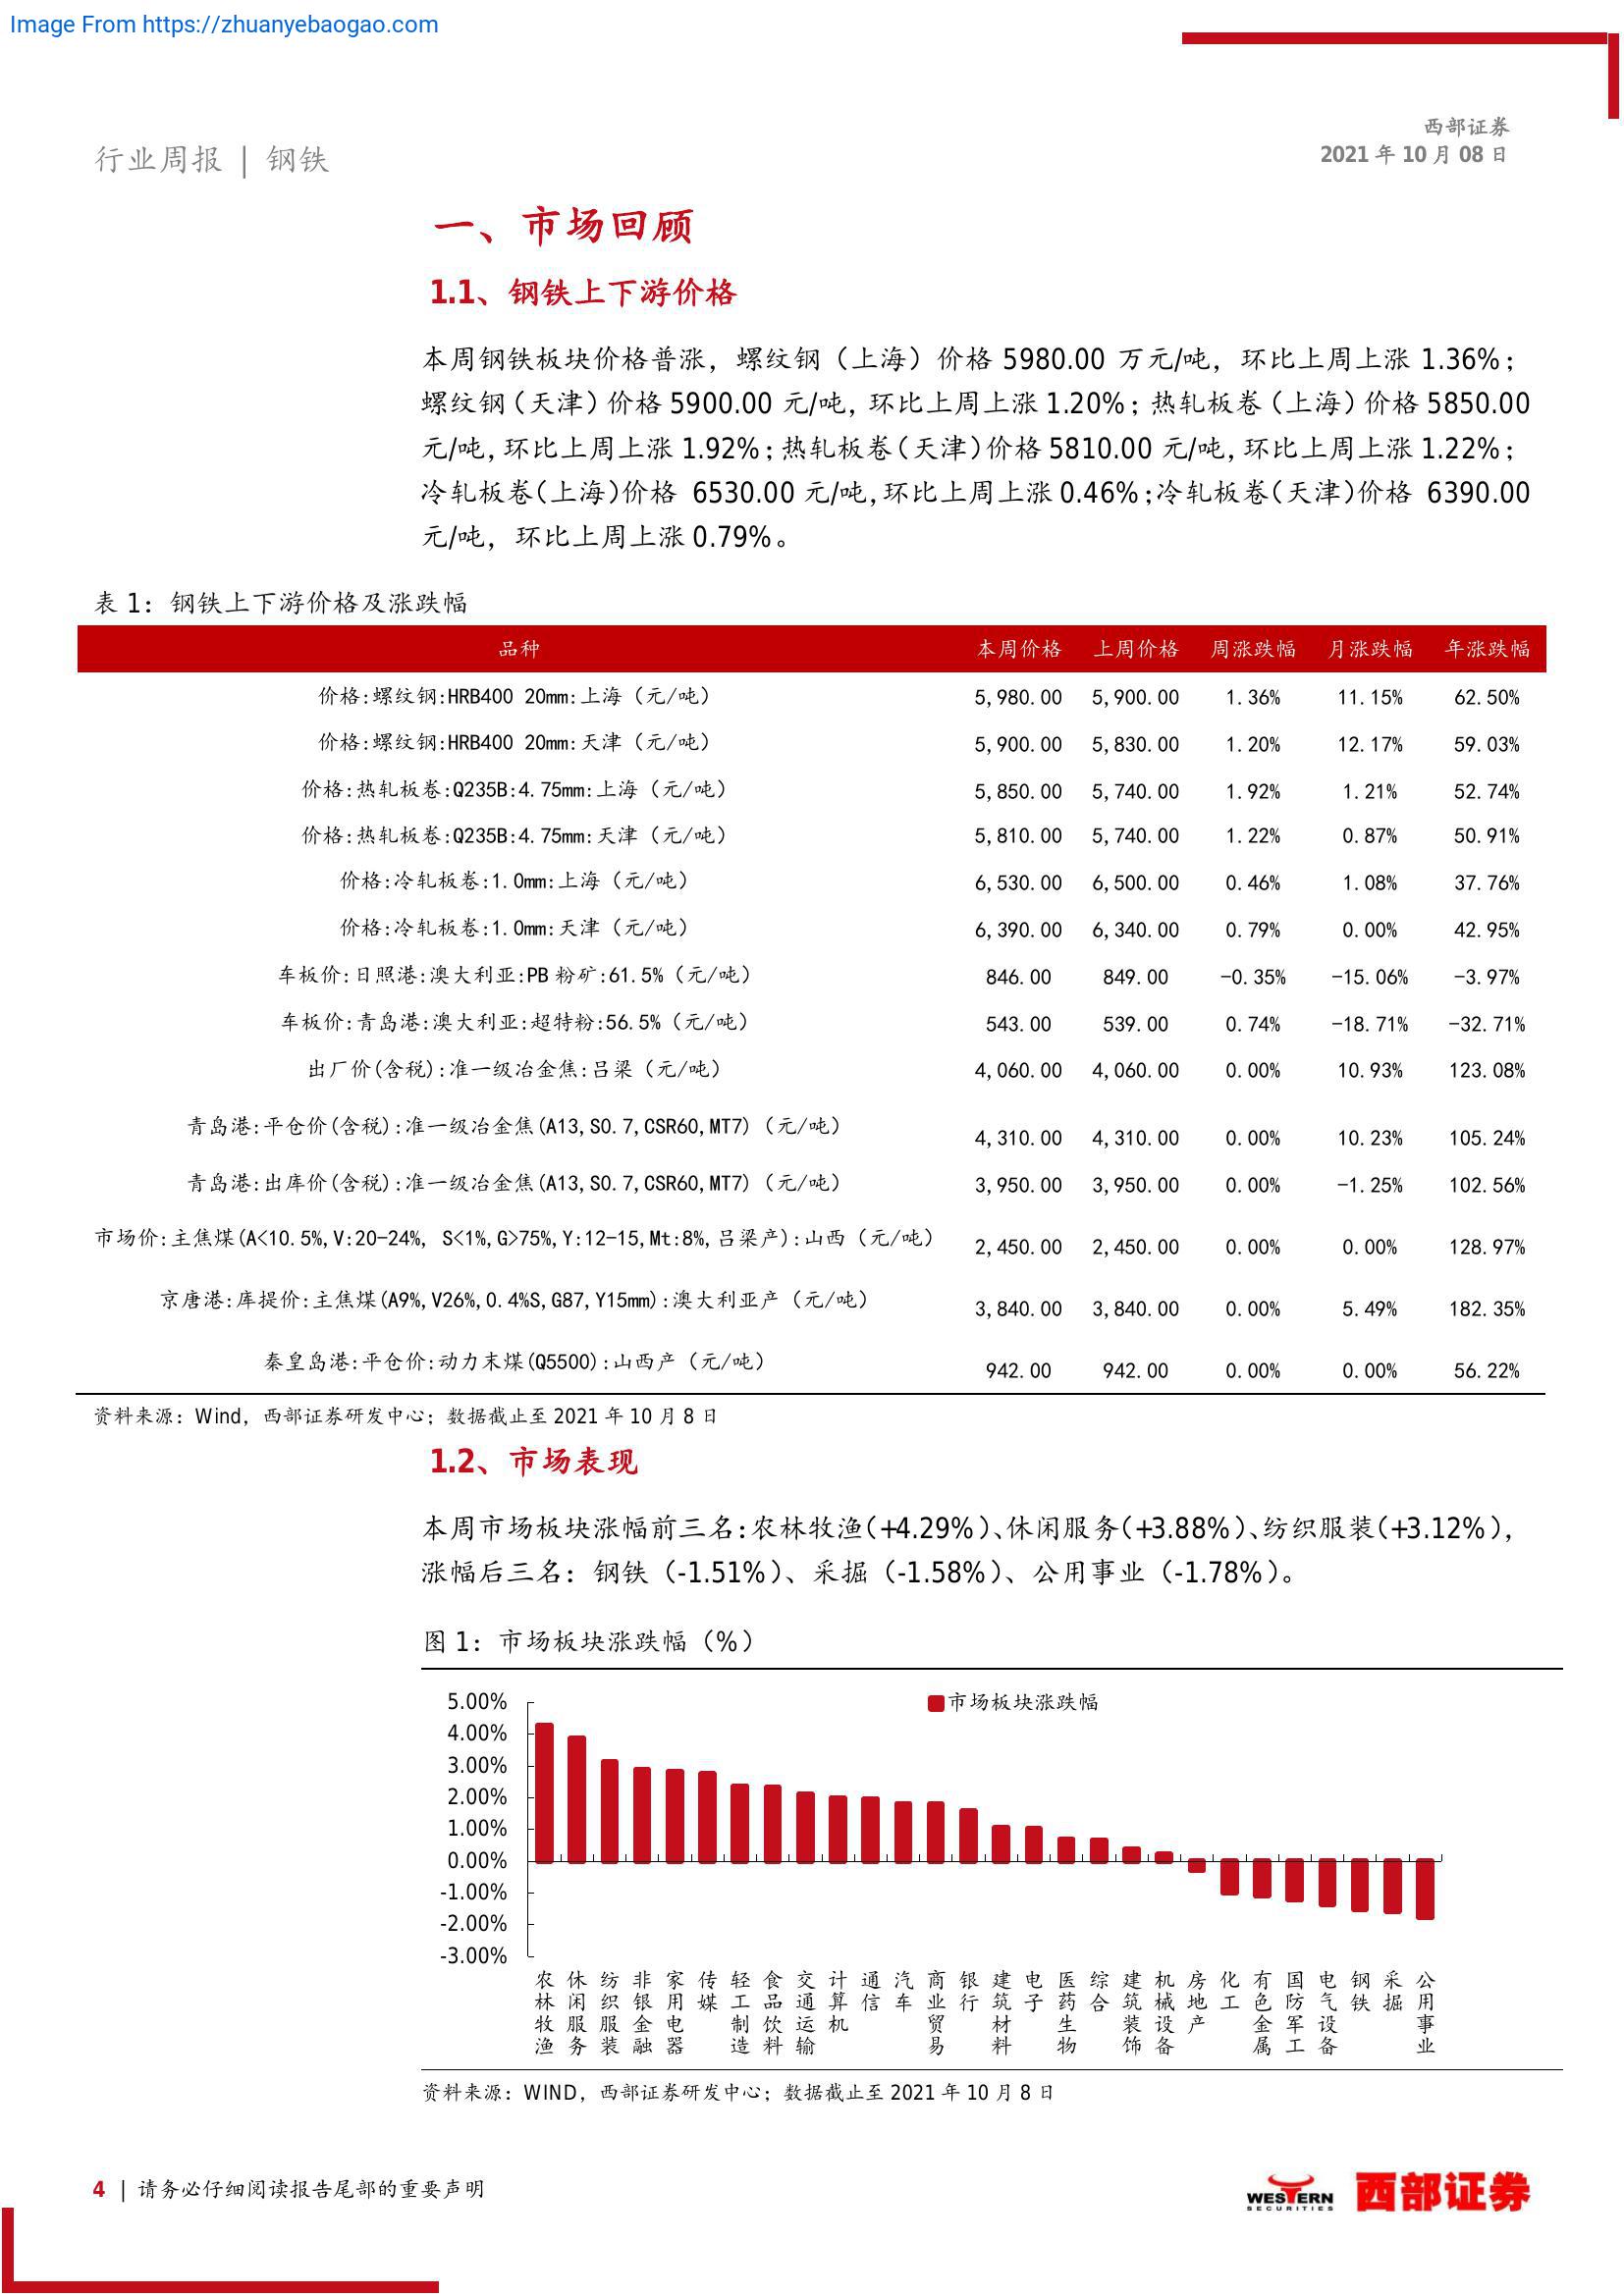 Image From https://zhuanyebaogao.com
西部证券
2021 年 10 月 08 日
行业周报 | 钢铁
一、市场回顾
1.1、钢铁上下游价格
本周钢铁板块价格普涨，螺纹钢（上海）价格 5980.00 万元/吨，环比上周上涨 1.36%；
螺纹钢（天津）价格 5900.00 元/吨，环比上周上涨 1.20%；热轧板卷（上海）价格 5850.00
元/吨，环比上周上涨 1.92%；热轧板卷（天津）价格 5810.00 元/吨，环比上周上涨 1.22%；
冷轧板卷（上海）价格 6530.00 元/吨，环比上周上涨 0.46%；冷轧板卷（天津）价格 6390.00
元/吨，环比上周上涨 0.79%。
表 1：钢铁上下游价格及涨跌幅
品种 本周价格 上周价格 周涨跌幅 月涨跌幅 年涨跌幅
价格:螺纹钢:HRB400 20mm:上海（元/吨） 5,980.00 5,900.00 1.36% 11.15% 62.50%
价格:螺纹钢:HRB400 20mm:天津（元/吨） 5,900.00 5,830.00 1.20% 12.17% 59.03%
价格:热轧板卷:Q235B:4.75mm:上海（元/吨） 5,850.00 5,740.00 1.92% 1.21% 52.74%
价格:热轧板卷:Q235B:4.75mm:天津（元/吨） 5,810.00 5,740.00 1.22% 0.87% 50.91%
价格:冷轧板卷:1.0mm:上海（元/吨） 6,530.00 6,500.00 0.46% 1.08% 37.76%
价格:冷轧板卷:1.0mm:天津（元/吨） 6,390.00 6,340.00 0.79% 0.00% 42.95%
车板价:日照港:澳大利亚:PB 粉矿:61.5%（元/吨） 846.00 849.00 -0.35% -15.06% -3.97%
车板价:青岛港:澳大利亚:超特粉:56.5%（元/吨） 543.00 539.00 0.74% -18.71% -32.71%
出厂价(含税):准一级冶金焦:吕梁（元/吨） 4,060.00 4,060.00 0.00% 10.93% 123.08%
青岛港:平仓价(含税):准一级冶金焦(A13,S0.7,CSR60,MT7)（元/吨） 4,310.00 4,310.00 0.00% 10.23% 105.24%
青岛港:出库价(含税):准一级冶金焦(A13,S0.7,CSR60,MT7)（元/吨） 3,950.00 3,950.00 0.00% -1.25% 102.56%
市场价:主焦煤(A<10.5%,V:20-24%, S<1%,G>75%,Y:12-15,Mt:8%,吕梁产):山西（元/吨） 2,450.00 2,450.00 0.00% 0.00% 128.97%
京唐港:库提价:主焦煤(A9%,V26%,0.4%S,G87,Y15mm):澳大利亚产（元/吨） 3,840.00 3,840.00 0.00% 5.49% 182.35%
秦皇岛港:平仓价:动力末煤(Q5500):山西产（元/吨） 942.00 942.00 0.00% 0.00% 56.22%
资料来源：Wind，西部证券研发中心；数据截止至 2021 年 10 月 8 日
1.2、市场表现
本周市场板块涨幅前三名：农林牧渔（+4.29%）、休闲服务（+3.88%）、纺织服装（+3.12%），
涨幅后三名：钢铁（-1.51%）、采掘（-1.58%）、公用事业（-1.78%）。
图 1：市场板块涨跌幅（%）
市场板块涨跌幅
5.00%
4.00%
3.00%
2.00%
1.00%
0.00%
-1.00%
-2.00%
-3.00%
农林牧渔
休闲服务
纺织服装
非银金融
家用电器
传媒
轻工制造
食品饮料
交通运输
计算机
通信
汽车
商业贸易
银行
建筑材料
电子
医药生物
综合
建筑装饰
机械设备
房地产
化工
有色金属
国防军工
电气设备
钢铁
采掘
公用事业
资料来源：WIND，西部证券研发中心；数据截止至 2021 年 10 月 8 日
4 | 请务必仔细阅读报告尾部的重要声明
WESTERN
SECURITIES
西部证券